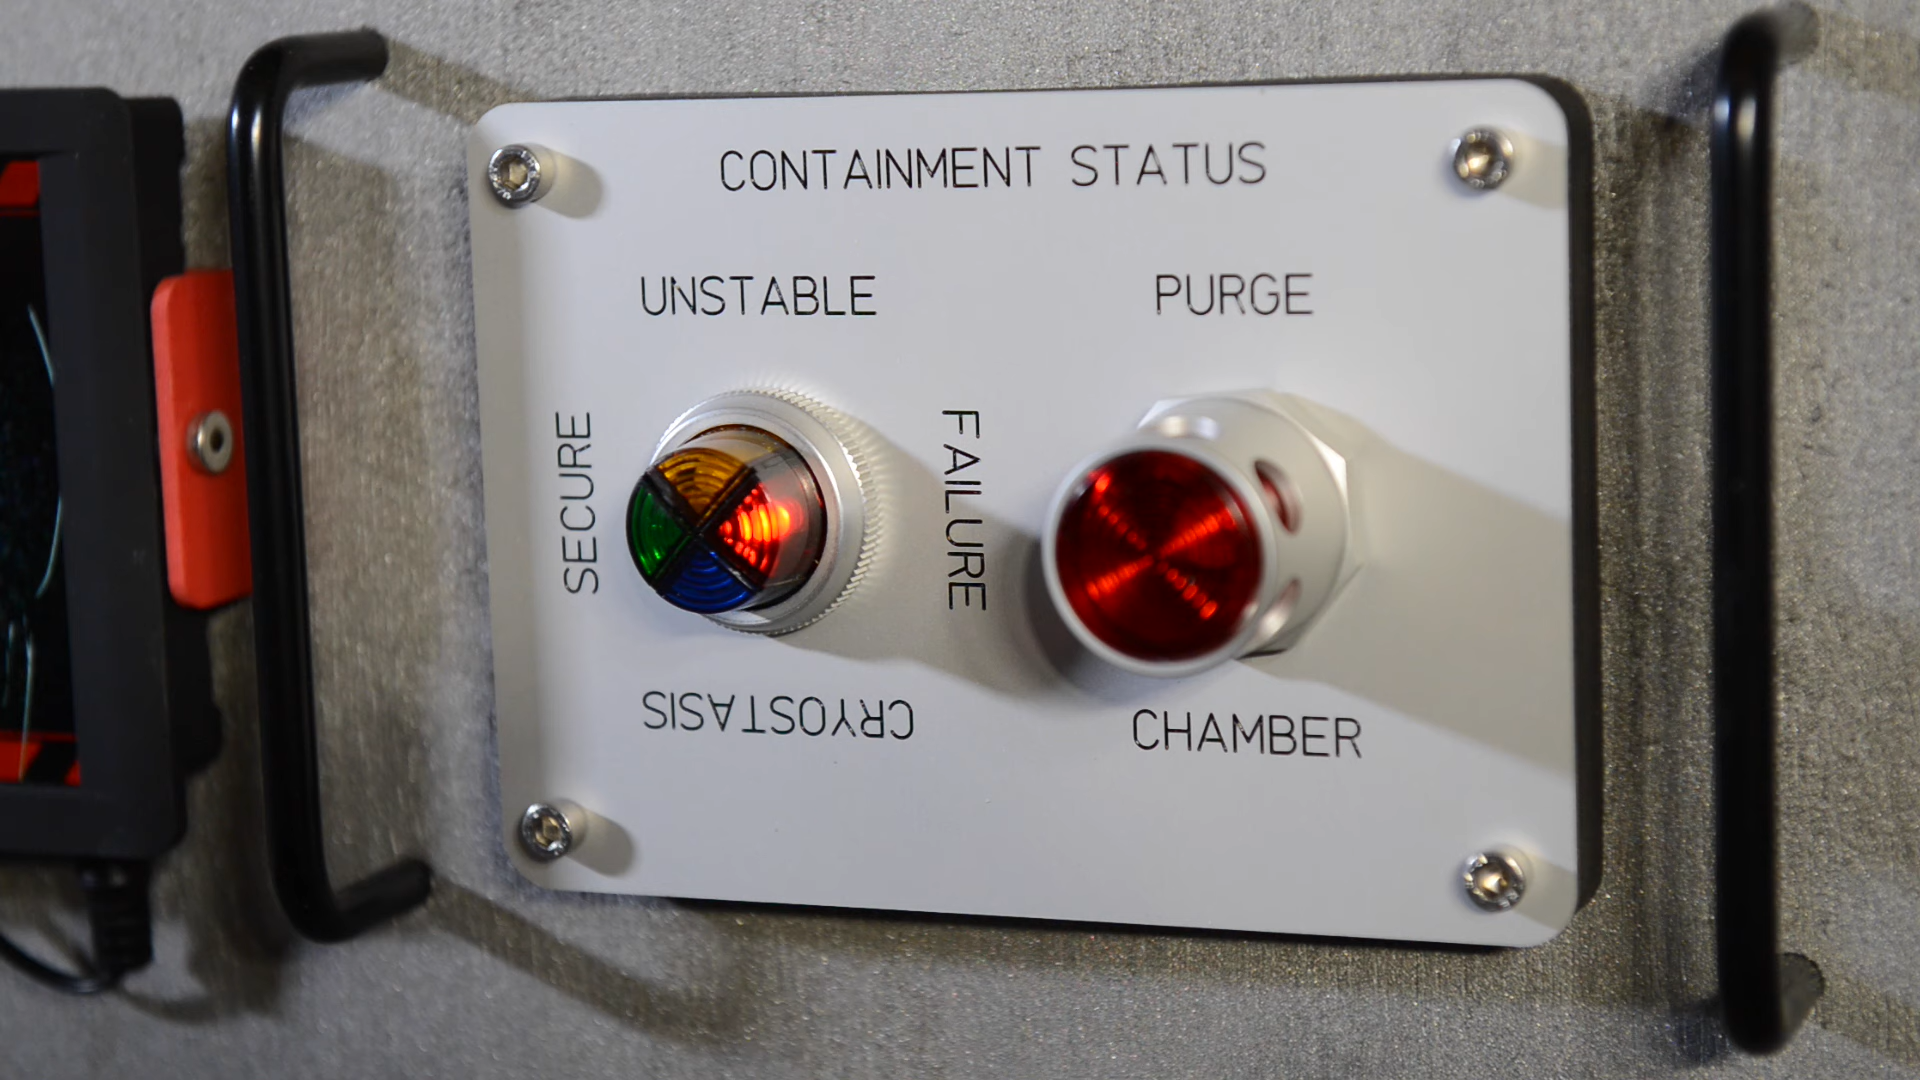 CONTAINMENT STATUS
UNSTABLE
PURGE
SECURE
FAILURE
CRYOSTASIS
CHAMBER